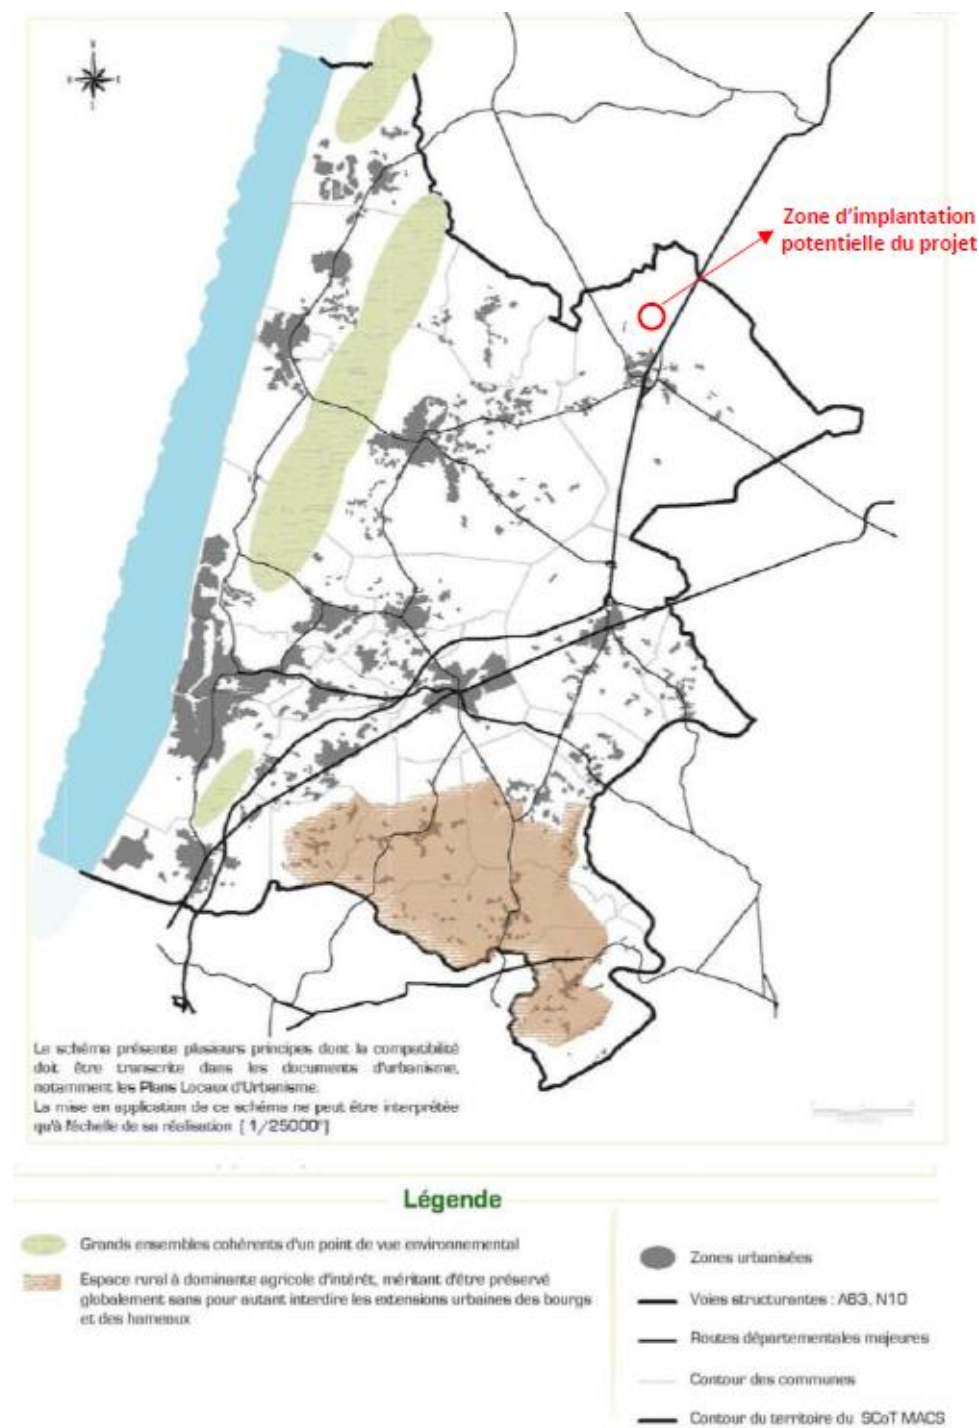 Zone d'implantation
potentielle du projet
Le schéma présente plusieurs principes dont la compatibilité
doit être transcrite dans les documents d'urbanisme,
notamment les Plans Locaux d'Urbanisme.
La mise en application de ce schéma ne peut être interprétée
qu'à l'échelle de sa réalisation [ 1/25000°]
Légende
Grands ensembles cohérents d'un point de vue environnemental
Espace rural à dominante agricole d'intérêt, méritant d'être préservé
globalement sans pour autant interdire les extensions urbaines des bourgs
et des hameaux
Zones urbanisées
Voies structurantes : A63, N10
Routes départementales majeures
Contour des communes
Contour du territoire du SCoT MACS